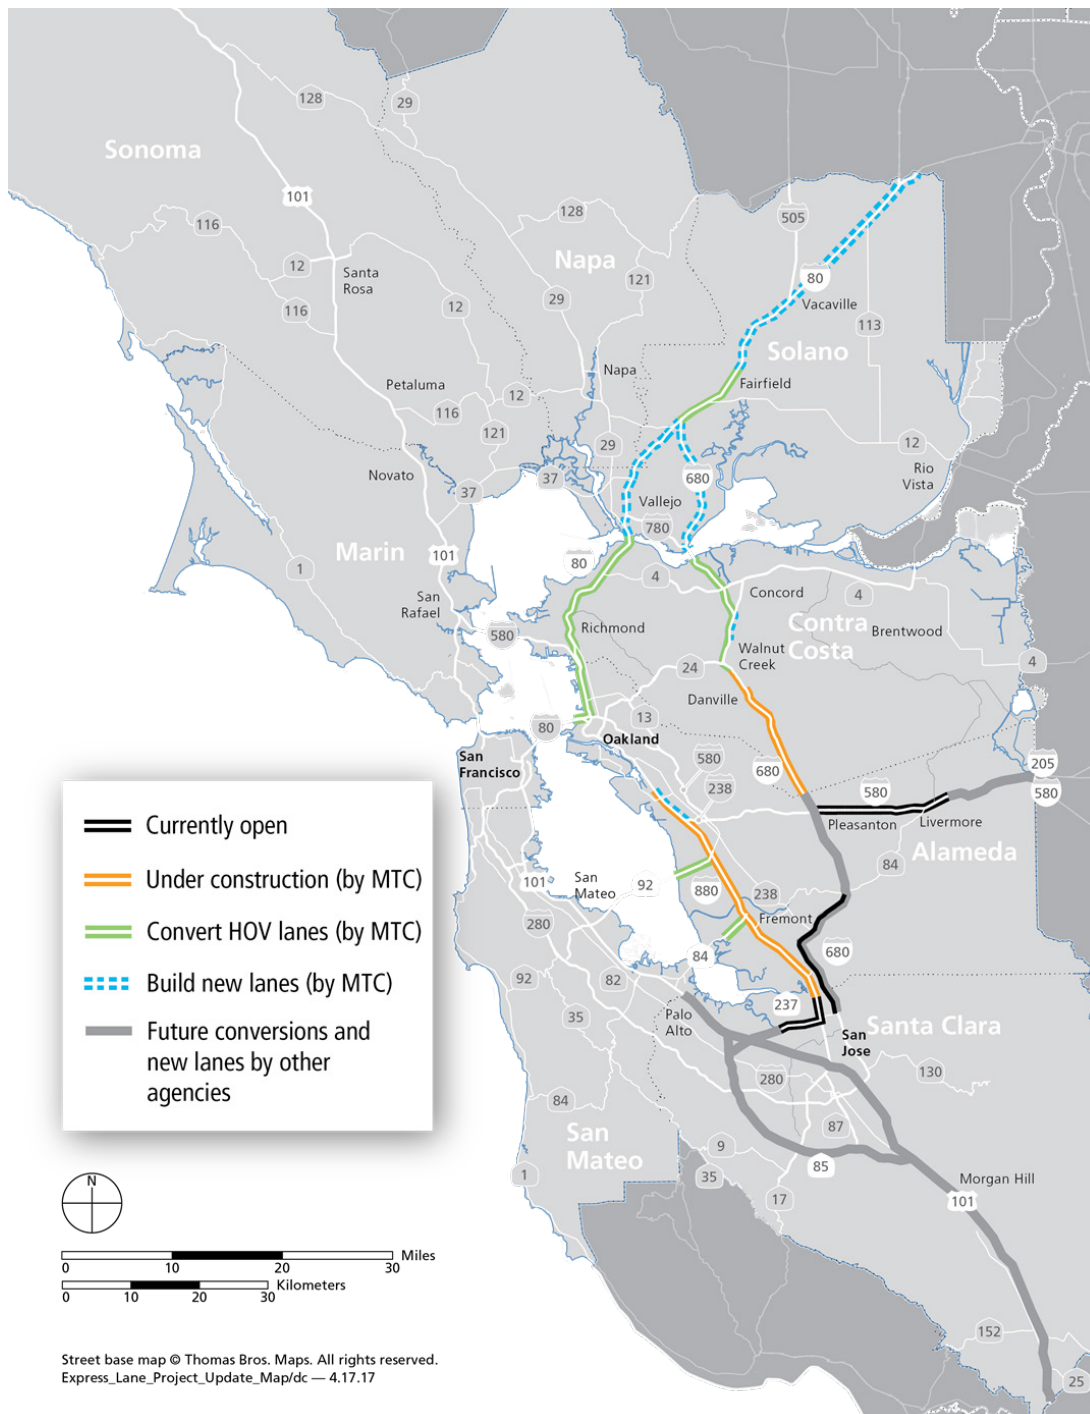 128
29
Sonoma
101
128
505
116
Napa
12
Santa
Rosa
121
80
29
Vacaville
116
12
113
Solano
Napa
Petaluma
Fairfield
12
116
121
29
12
Novato
37
37
680
Rio
Vista
Vallejo
780
Marin
101
80
1
4
Concord
4
San
Rafael
Contra
Costa
Richmond
Brentwood
580
Walnut
Creek
24
4
Danville
13
80
Oakland
San
Francisco
580
680
205
238
580
580
Pleasanton
Livermore
Currently open
Alameda
84
Under construction (by MTC)
101
San
Mateo
92
880
238
Convert HOV lanes (by MTC)
280
Fremont
84
680
Build new lanes (by MTC)
92
82
237
Palo
Alto
35
Santa Clara
San
Jose
Future conversions and
new lanes by other
agencies
280
130
84
87
San
Mateo
9
85
1
35
17
Morgan Hill
101
N
Miles
0
10
20
30
Kilometers
0
10
20
30
152
25
Street base map © Thomas Bros. Maps. All rights reserved.
Express_Lane_Project_Update_Map/dc — 4.17.17